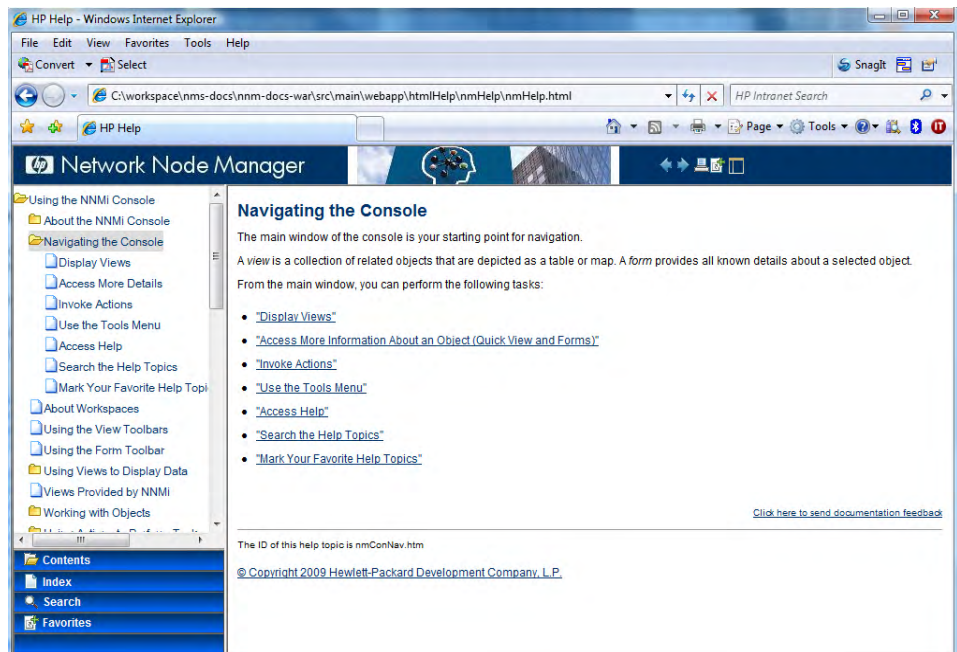 HP Help - Windows Internet Explorer
File Edit View Favorites Tools Help
Convert Select
SnagIt
C:\workspace\nms-docs\nnm-docs-war\src\main\webapp\htmlHelp\nmHelp\nmHelp.html
HP Intranet Search
HP Help
Page Tools
hp Network Node Manager
Using the NNMi Console
About the NNMi Console
Navigating the Console
Display Views
Access More Details
Invoke Actions
Use the Tools Menu
Access Help
Search the Help Topics
Mark Your Favorite Help Topi
About Workspaces
Using the View Toolbars
Using the Form Toolbar
Using Views to Display Data
Views Provided by NNMi
Working with Objects
Contents
Index
Search
Favorites
Navigating the Console
The main window of the console is your starting point for navigation.
A view is a collection of related objects that are depicted as a table or map. A form provides all known details about a selected object.
From the main window, you can perform the following tasks:
• "Display Views"
• "Access More Information About an Object (Quick View and Forms)"
• "Invoke Actions"
• "Use the Tools Menu"
• "Access Help"
• "Search the Help Topics"
• "Mark Your Favorite Help Topics"
Click here to send documentation feedback
The ID of this help topic is nmConNav.htm
© Copyright 2009 Hewlett-Packard Development Company, L.P.